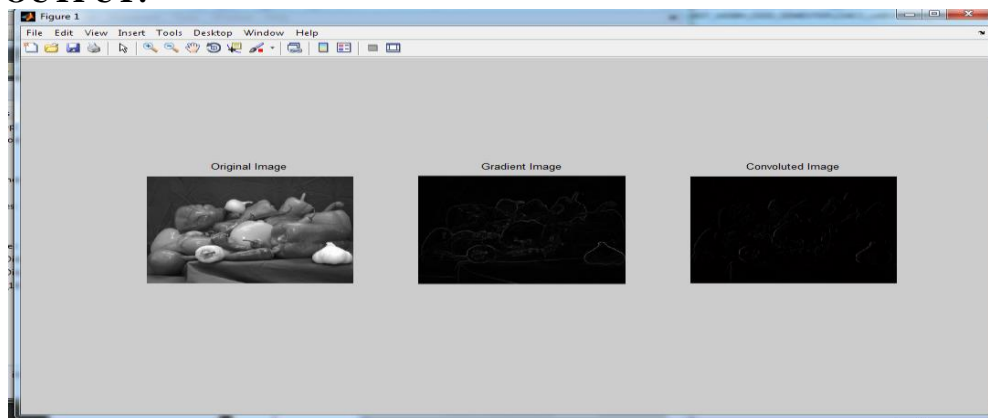 Figure 1
File Edit View Insert Tools Desktop Window Help
Original Image Gradient Image Convoluted Image